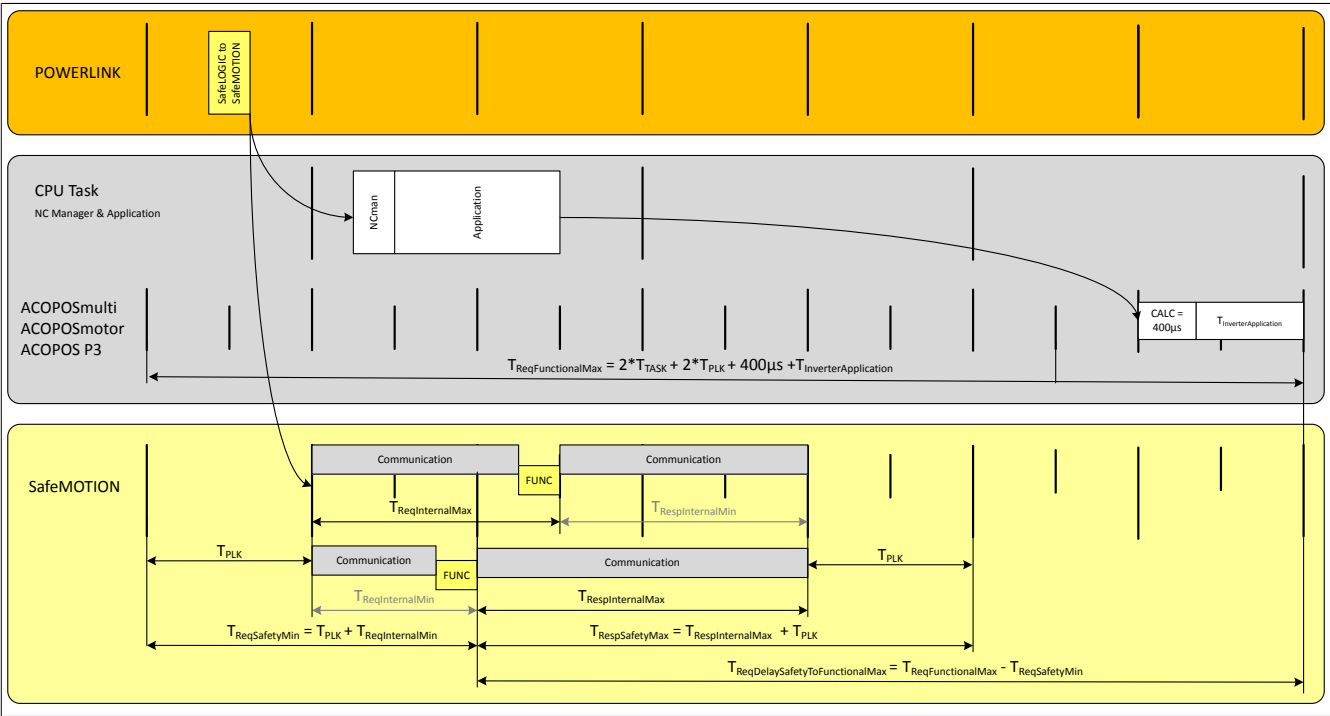 POWERLINK
SafeLOGIC to
SafeMOTION
CPU Task
NC Manager & Application
NCman
Application
ACOPOSmulti
ACOPOSmotor
ACOPOS P3
CALC =
400µs
TInverterApplication
TReqFunctionalMax = 2*TTASK + 2*TPLK + 400µs +TInverterApplication
SafeMOTION
Communication
FUNC
Communication
TReqInternalMax
TRespInternalMin
TPLK
Communication
FUNC
Communication
TPLK
TReqInternalMin
TRespInternalMax
TReqSafetyMin = TPLK + TReqInternalMin
TRespSafetyMax = TRespInternalMax + TPLK
TReqDelaySafetyToFunctionalMax = TReqFunctionalMax - TReqSafetyMin